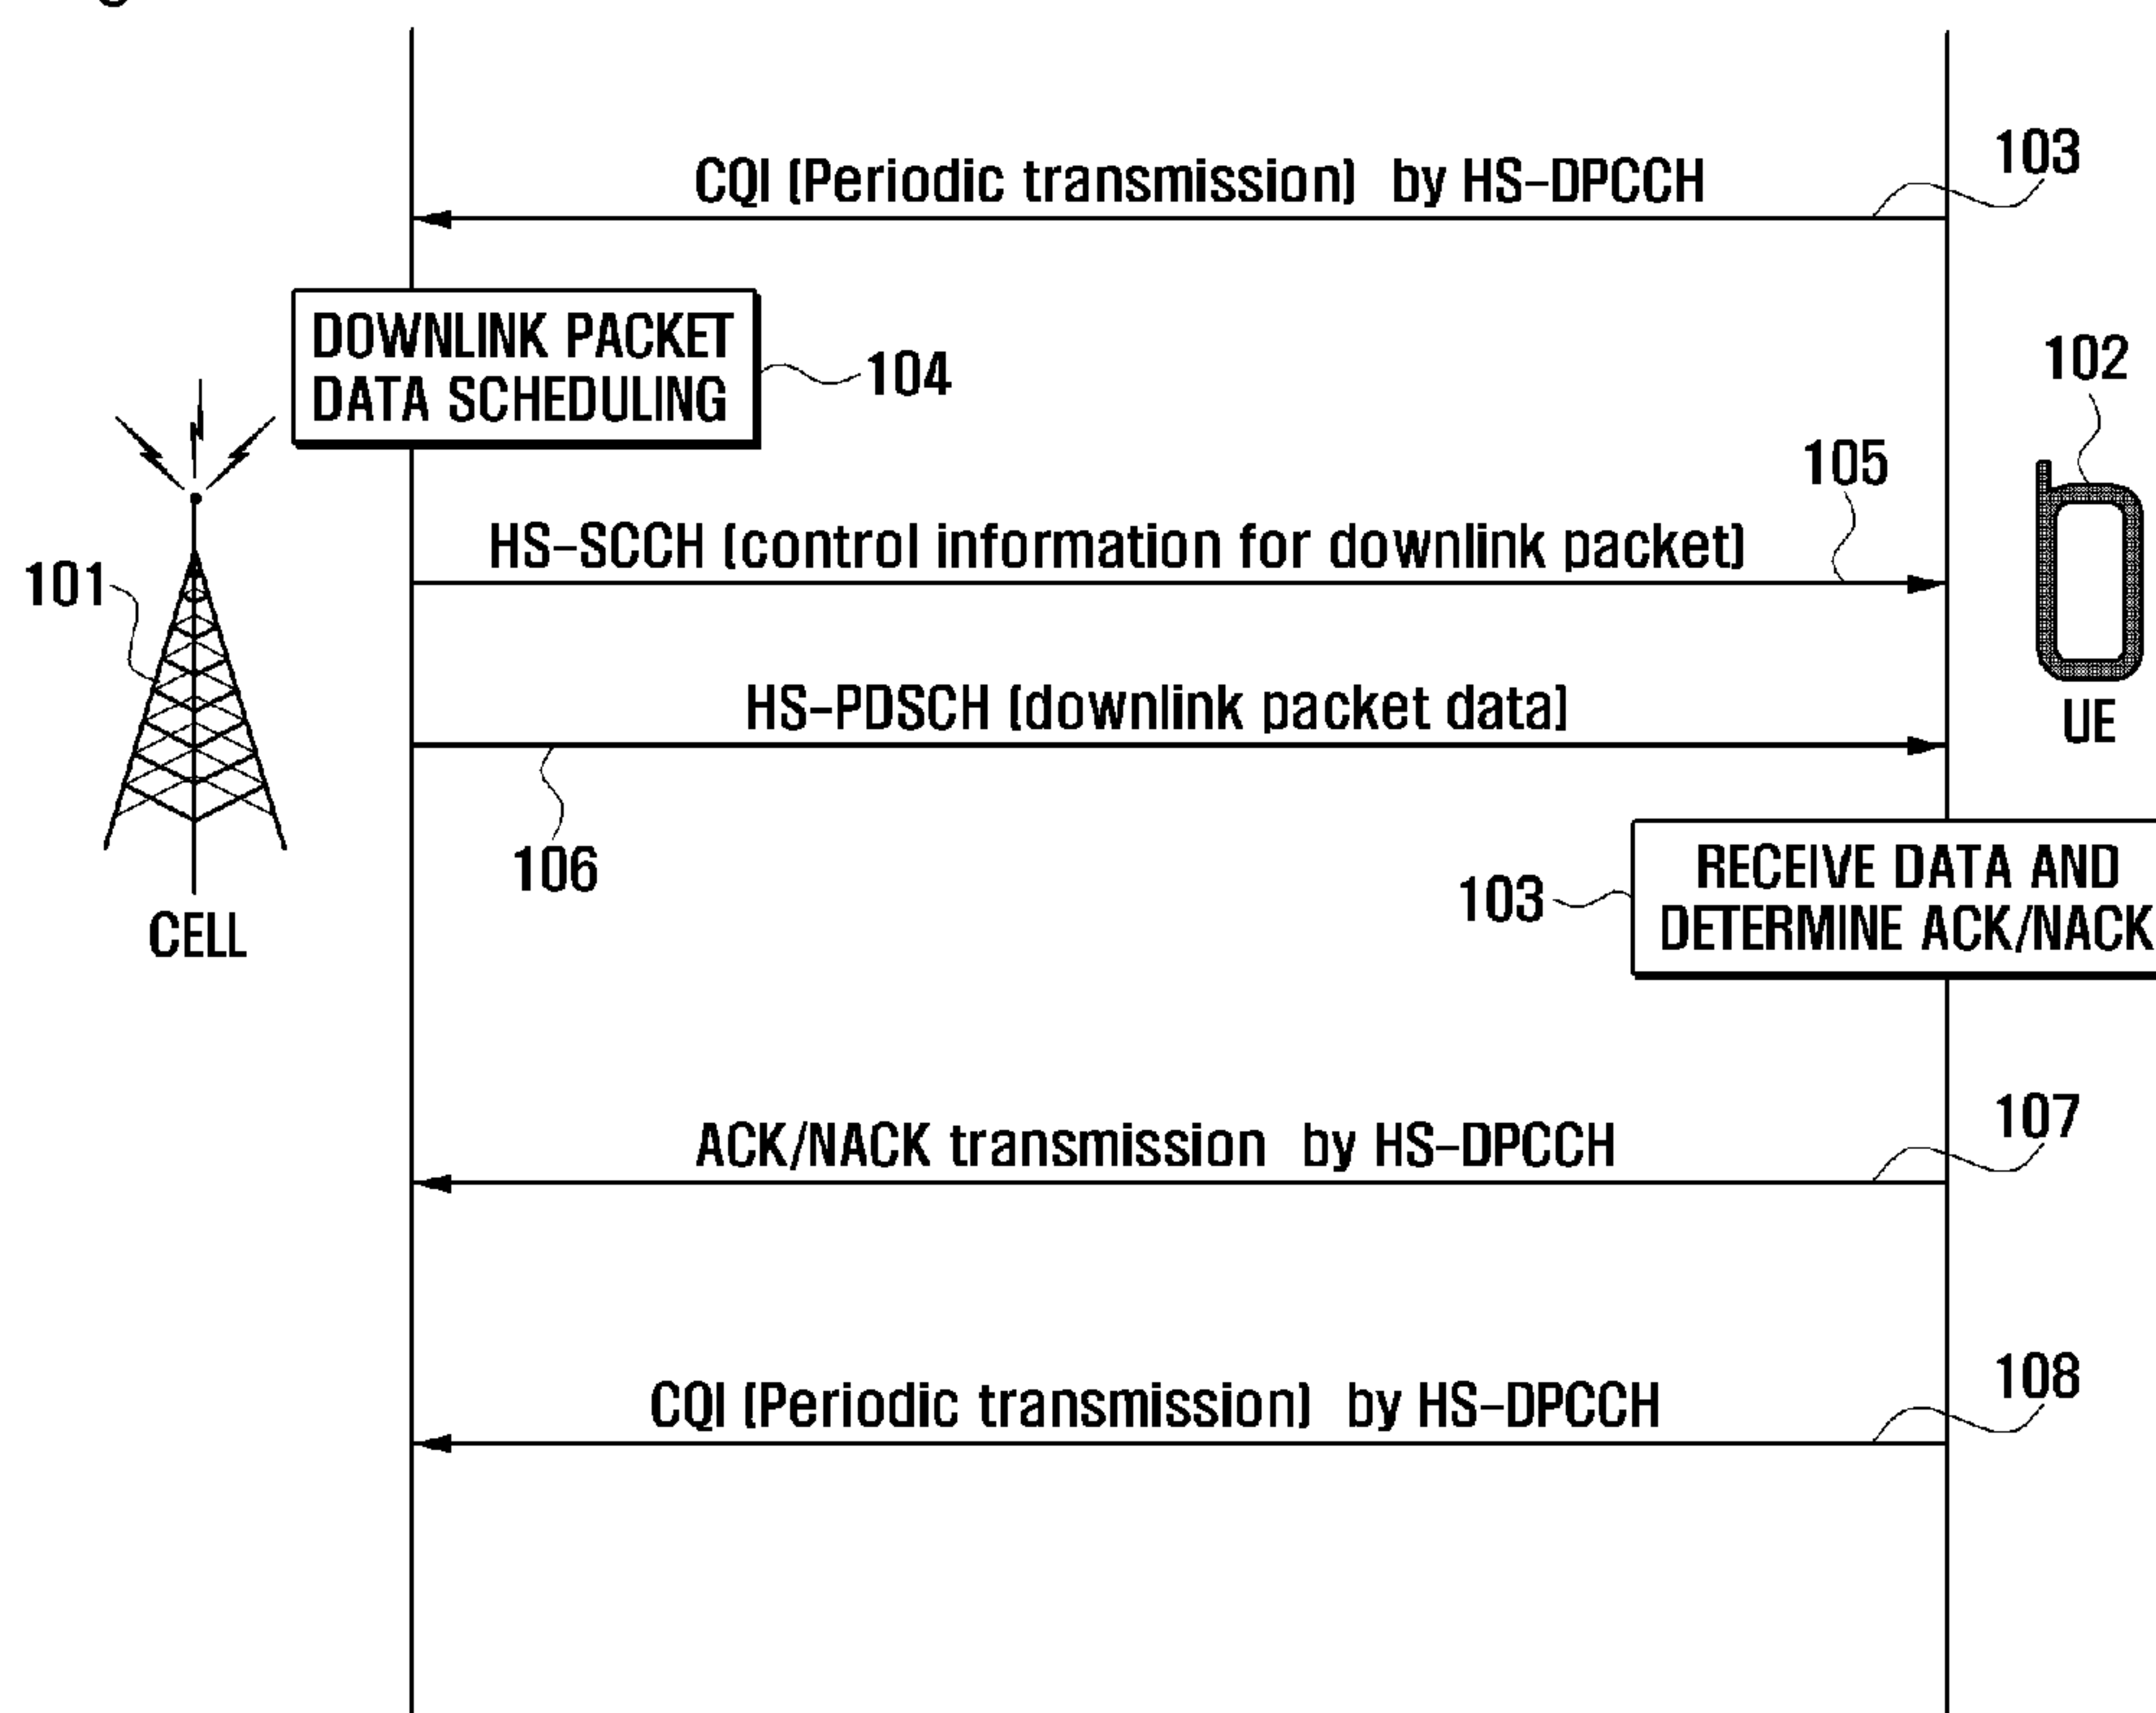 103
CQI (Periodic transmission) by HS-DPCCH
DOWNLINK PACKET
DATA SCHEDULING
104
102
105
HS-SCCH (control information for downlink packet)
101
HS-PDSCH (downlink packet data)
UE
106
103
RECEIVE DATA AND
DETERMINE ACK/NACK
CELL
107
ACK/NACK transmission by HS-DPCCH
108
CQI (Periodic transmission) by HS-DPCCH